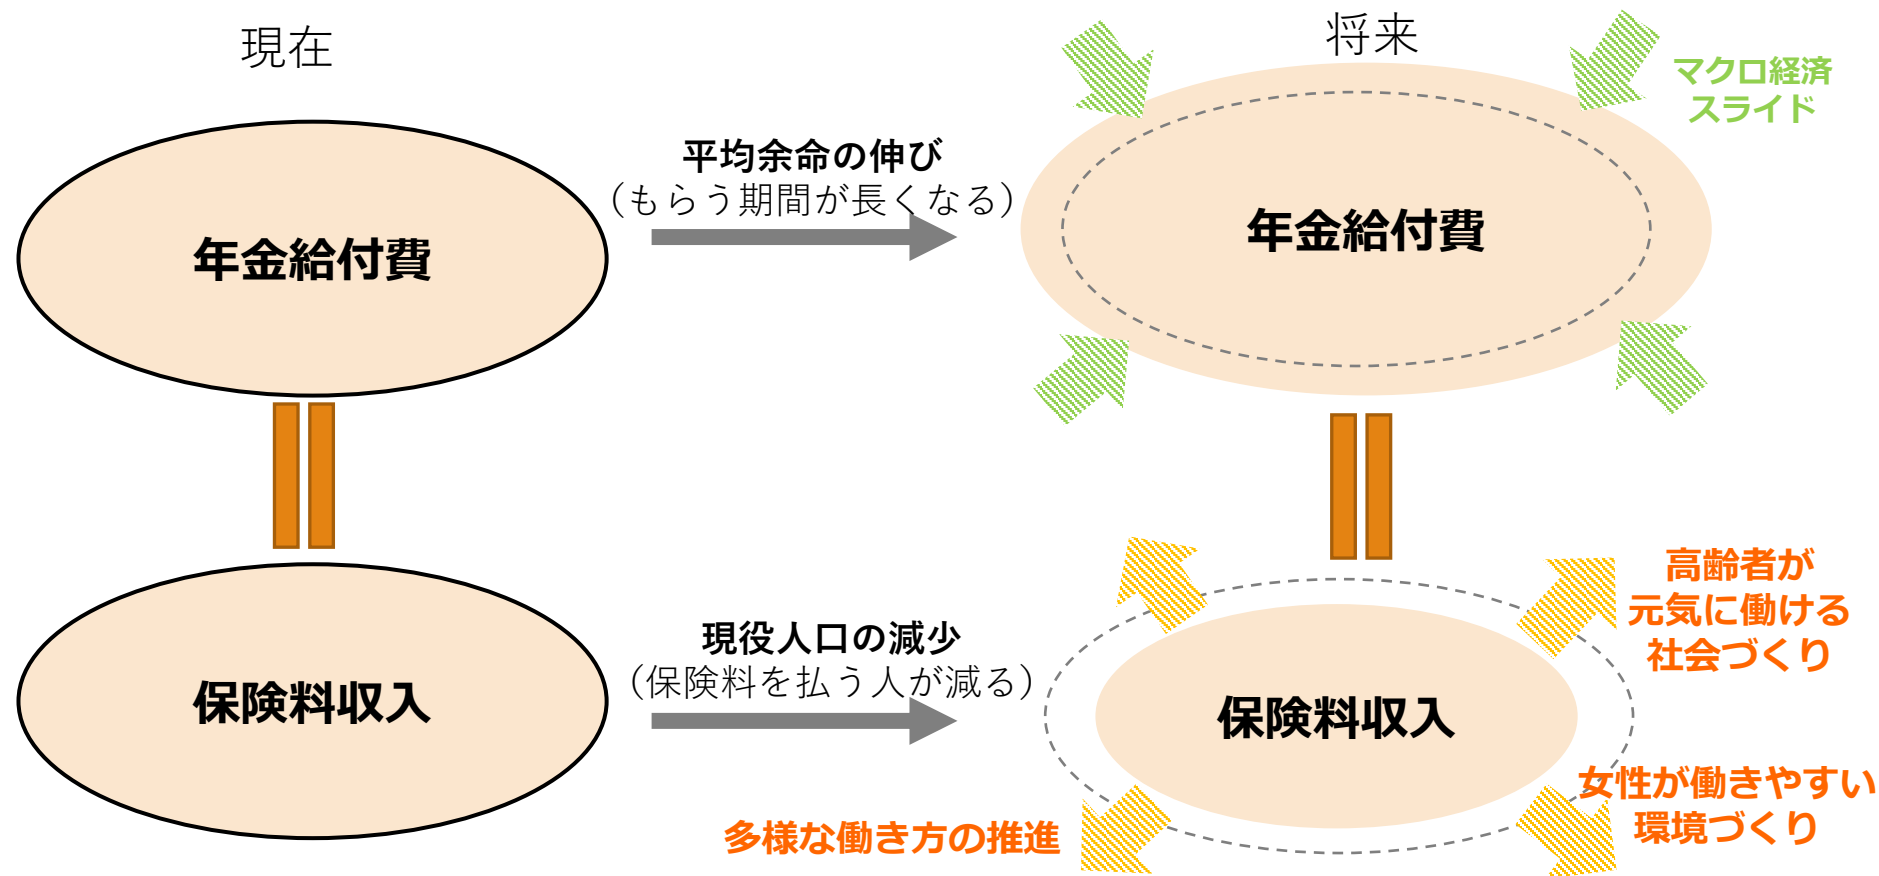 現在
将来
マクロ経済
スライド
平均余命の伸び
（もらう期間が長くなる）
年金給付費
年金給付費
高齢者が
元気に働ける
社会づくり
現役人口の減少
（保険料を払う人が減る）
保険料収入
保険料収入
女性が働きやすい
環境づくり
多様な働き方の推進